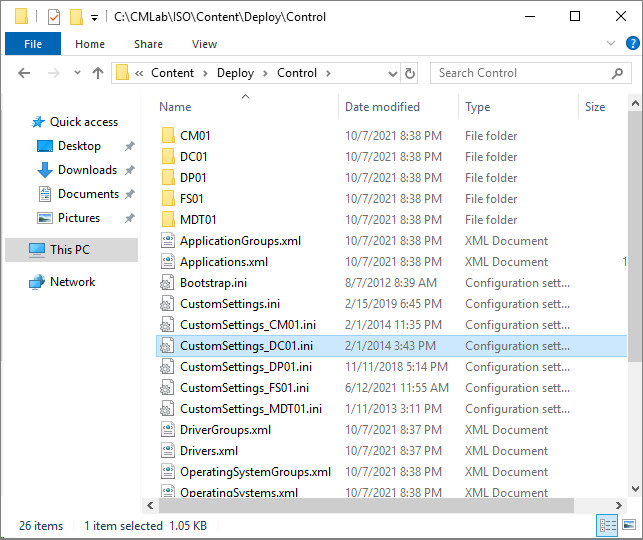 C:\CMLab\ISO\Content\Deploy\Control
File Home Share View
Content Deploy Control Search Control
Name Date modified Type Size
Quick access
Desktop
Downloads
Documents
Pictures
This PC
Network
CM01 10/7/2021 8:38 PM File folder
DC01 10/7/2021 8:38 PM File folder
DP01 10/7/2021 8:38 PM File folder
FS01 10/7/2021 8:38 PM File folder
MDT01 10/7/2021 8:38 PM File folder
ApplicationGroups.xml 10/7/2021 8:38 PM XML Document
Applications.xml 10/7/2021 8:38 PM XML Document 1
Bootstrap.ini 8/7/2012 8:39 AM Configuration sett...
CustomSettings.ini 2/15/2019 6:45 PM Configuration sett...
CustomSettings_CM01.ini 2/1/2014 11:35 PM Configuration sett...
CustomSettings_DC01.ini 2/1/2014 3:43 PM Configuration sett...
CustomSettings_DP01.ini 11/11/2018 5:14 PM Configuration sett...
CustomSettings_FS01.ini 6/12/2021 11:55 AM Configuration sett...
CustomSettings_MDT01.ini 1/11/2013 3:11 PM Configuration sett...
DriverGroups.xml 10/7/2021 8:37 PM XML Document
Drivers.xml 10/7/2021 8:37 PM XML Document
OperatingSystemGroups.xml 10/7/2021 8:38 PM XML Document
OperatingSystems.xml 10/7/2021 8:38 PM XML Document
26 items 1 item selected 1.05 KB